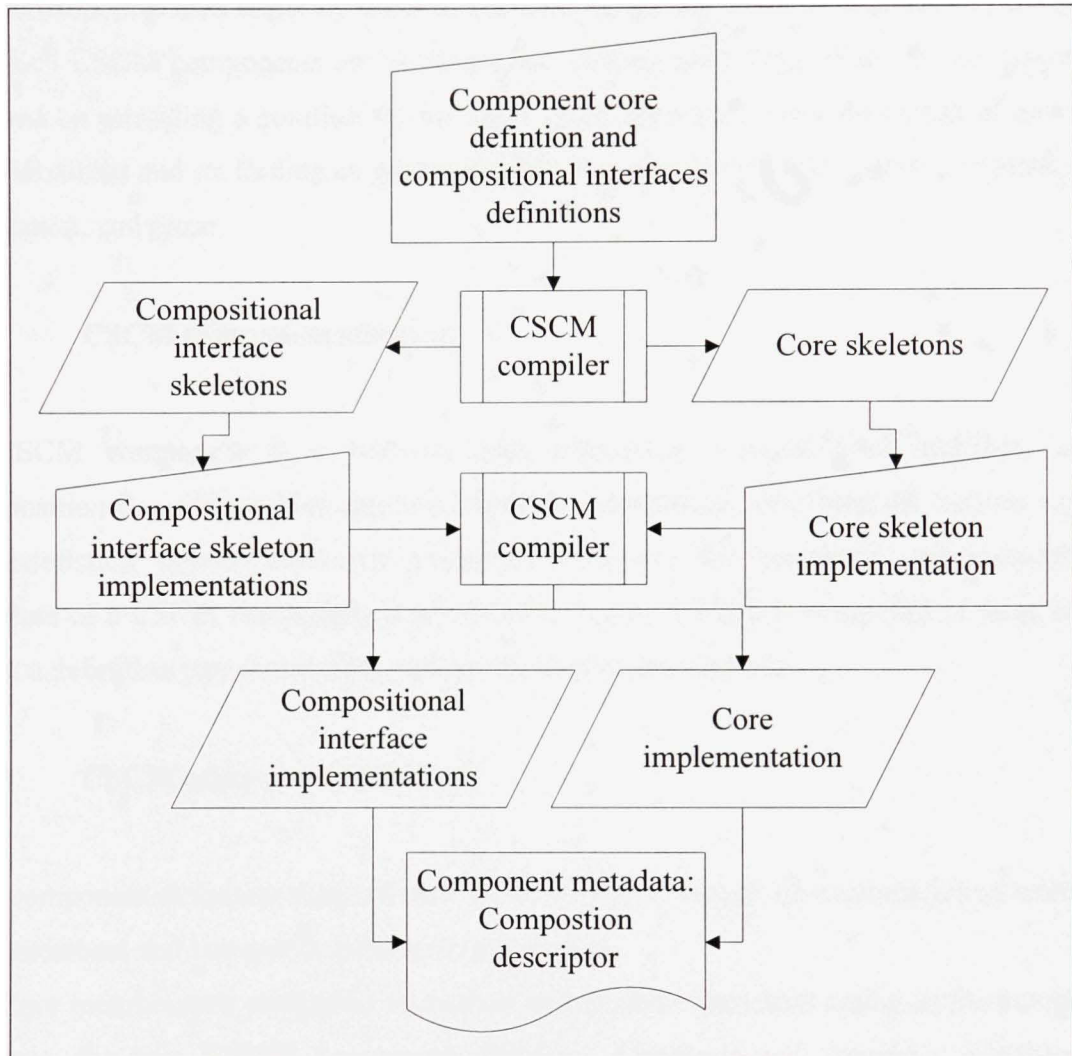 Component core
defintion and
compositional interfaces
definitions
Compositional
interface
skeletons
CSCM
compiler
Core skeletons
Compositional
interface skeleton
implementations
CSCM
compiler
Core skeleton
implementation
Compositional
interface
implementations
Core
implementation
Component metadata:
Compostion
descriptor